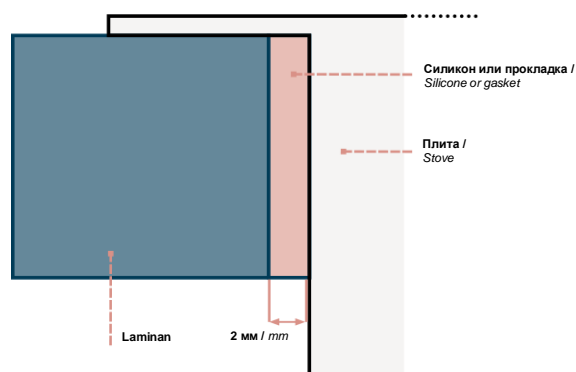 Силикон или прокладка /
Silicone or gasket
Плита /
Stove
Laminan
2 мм / mm